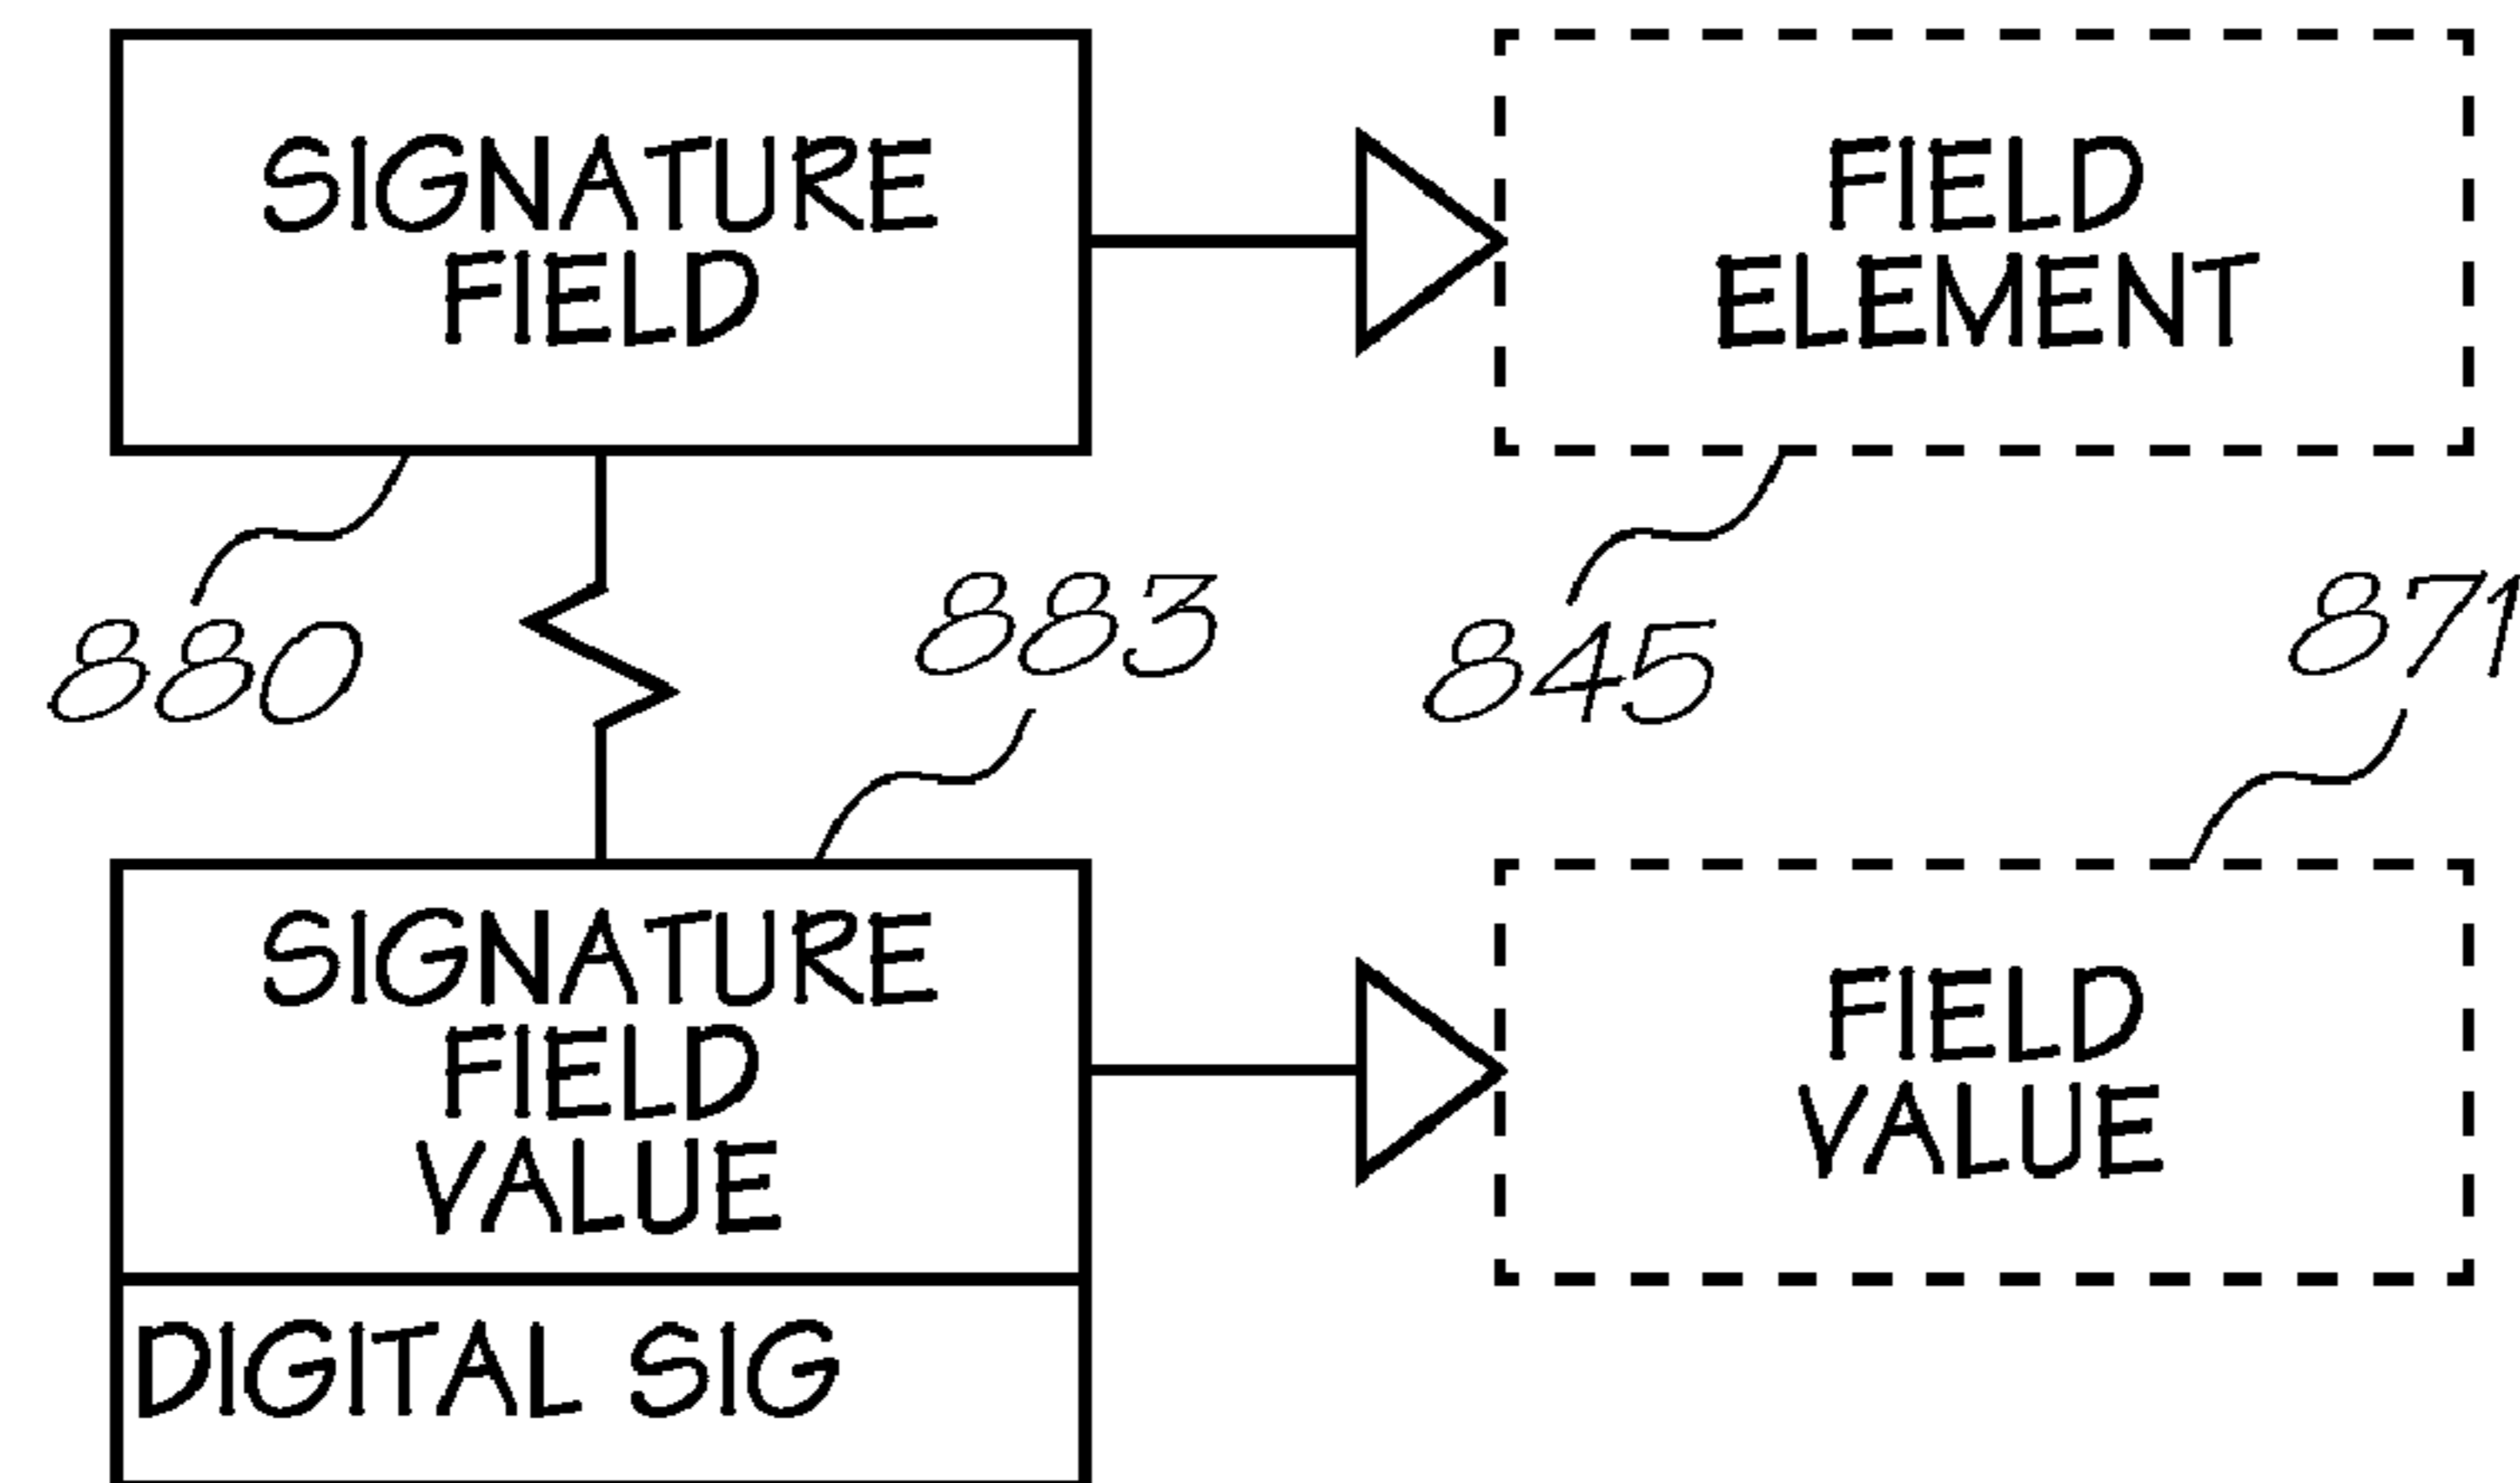 SIGNATURE
FIELD
FIELD
ELEMENT
880
883
845
871
SIGNATURE
FIELD
VALUE
FIELD
VALUE
DIGITAL SIG